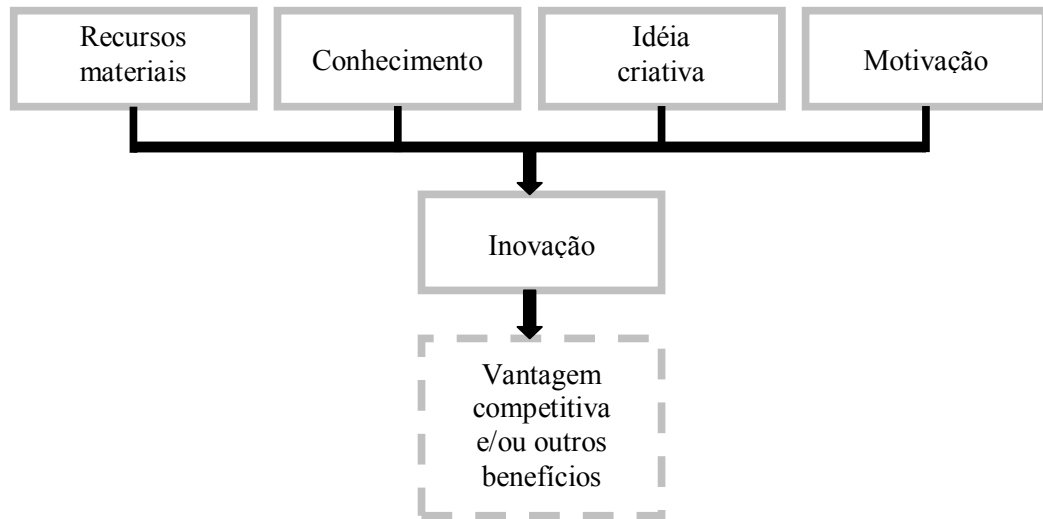 Recursos
materiais
Conhecimento
Idéia
criativa
Motivação
Inovação
Vantagem
competitiva
e/ou outros
benefícios